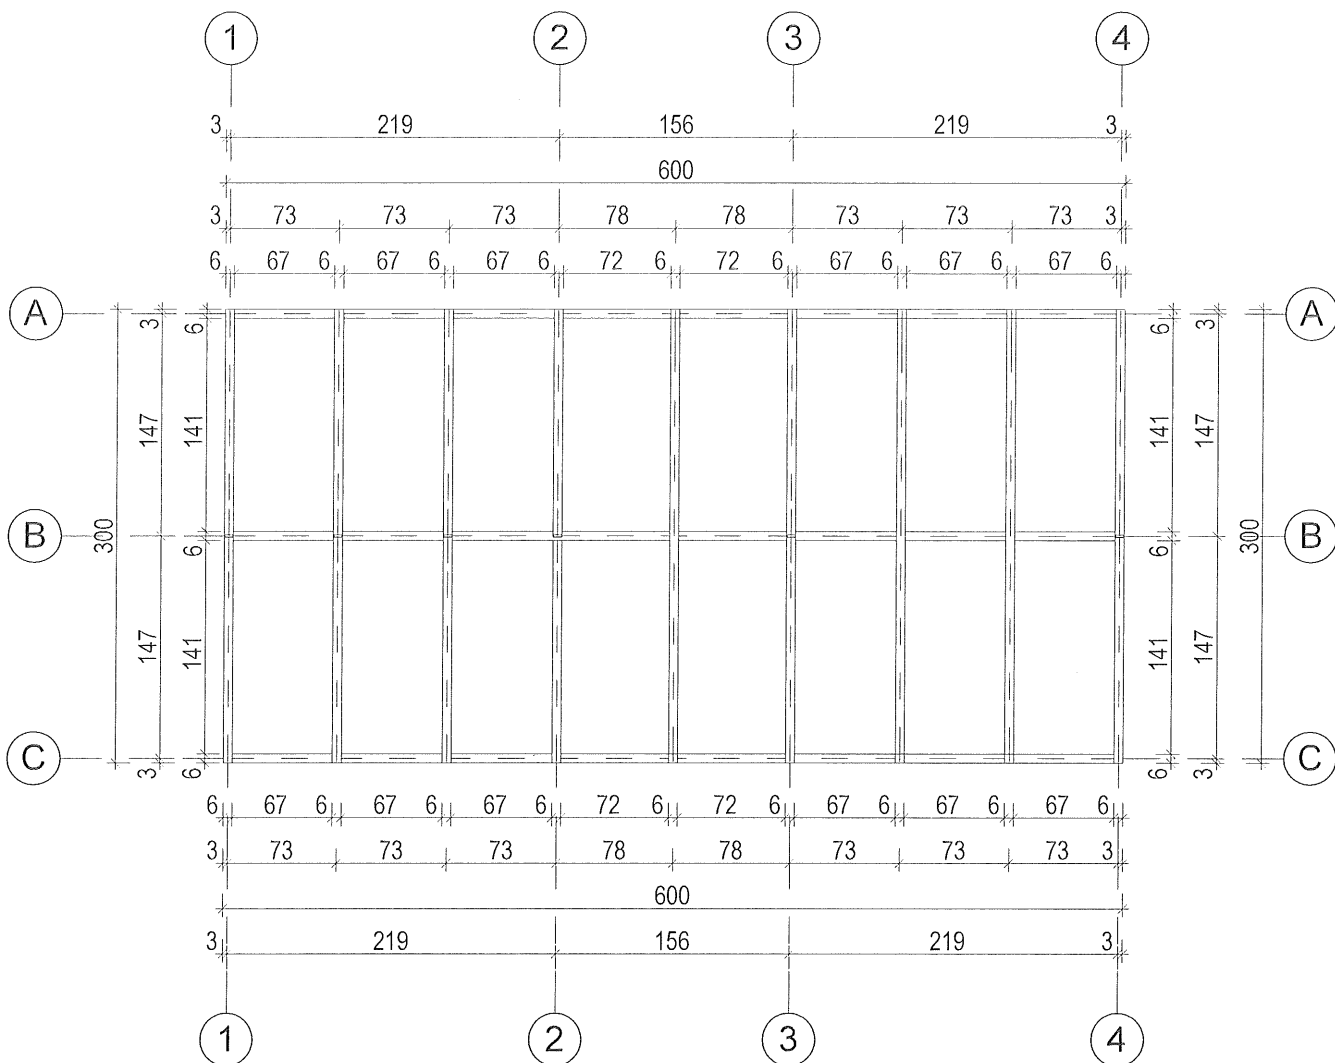 1 2 3 4
3 219 156 219 3
600
3 73 73 73 78 78 73 73 73 3
6 67 6 67 6 67 6 72 6 72 6 67 6 67 6 67 6
A 3 6 6 3 A
147 141 141 147
B 300 6 6 300 B
147 141 141 147
C 3 6 6 3 C
6 67 6 67 6 67 6 72 6 72 6 67 6 67 6 67 6
3 73 73 73 78 78 73 73 73 3
600
3 219 156 219 3
1 2 3 4